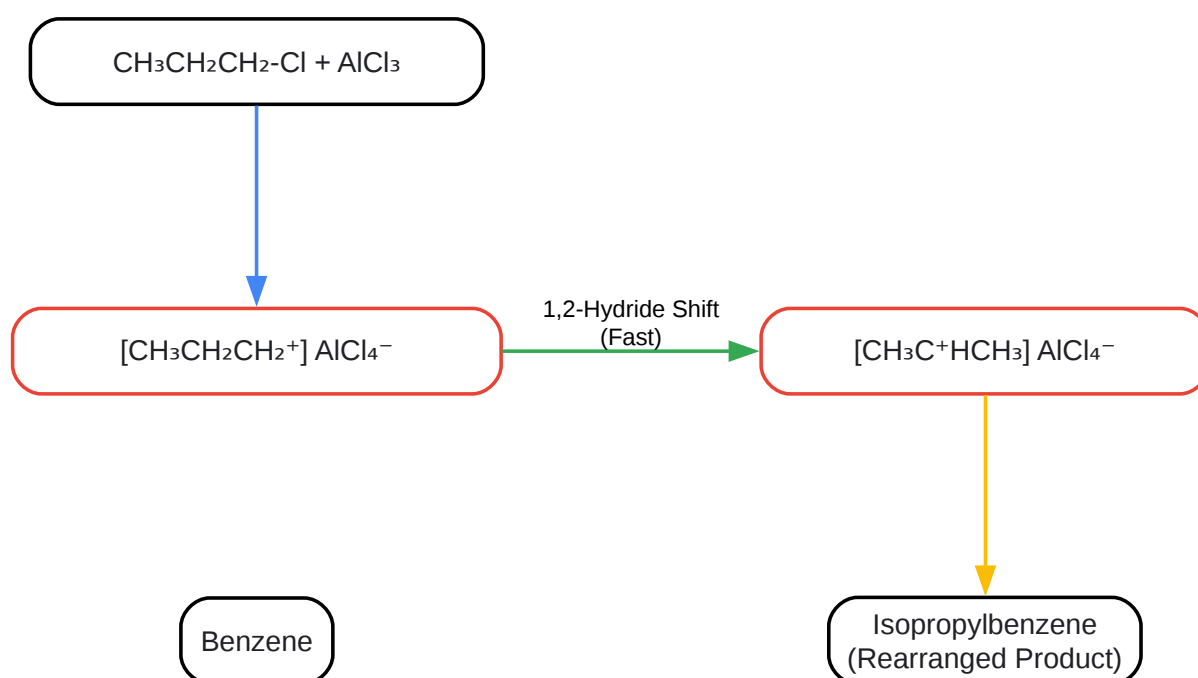 CH₃CH₂CH₂-Cl + AlCl₃
[CH₃CH₂CH₂⁺] AlCl₄⁻
1,2-Hydride Shift
(Fast)
[CH₃C⁺HCH₃] AlCl₄⁻
Benzene
Isopropylbenzene
(Rearranged Product)